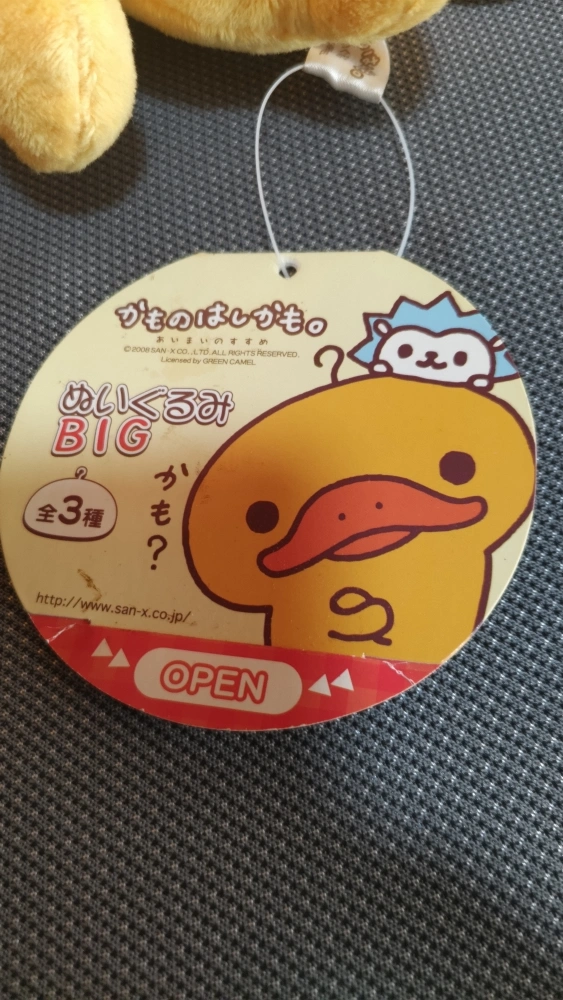 かものはしかも。
あいまいのすすめ
©2008 SAN-X CO., LTD. ALL RIGHTS RESERVED.
Licensed by GREEN CAMEL
ぬいぐるみ
BIG
全3種
かも?
http://www.san-x.co.jp/
OPEN